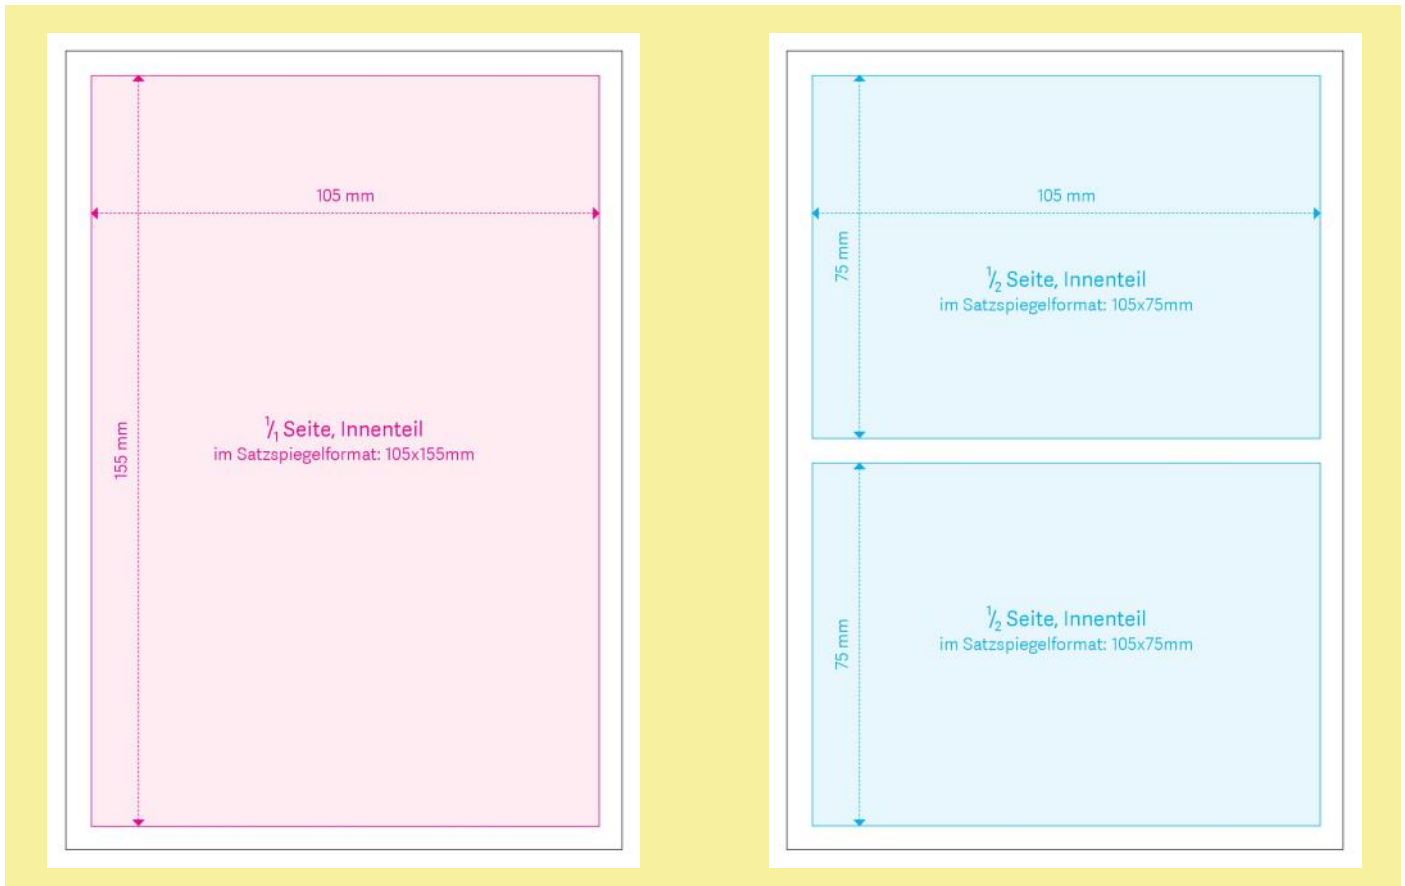 105 mm
155 mm
1/1 Seite, Innenteil
im Satzspiegelformat: 105x155mm
105 mm
75 mm
1/2 Seite, Innenteil
im Satzspiegelformat: 105x75mm
75 mm
1/2 Seite, Innenteil
im Satzspiegelformat: 105x75mm